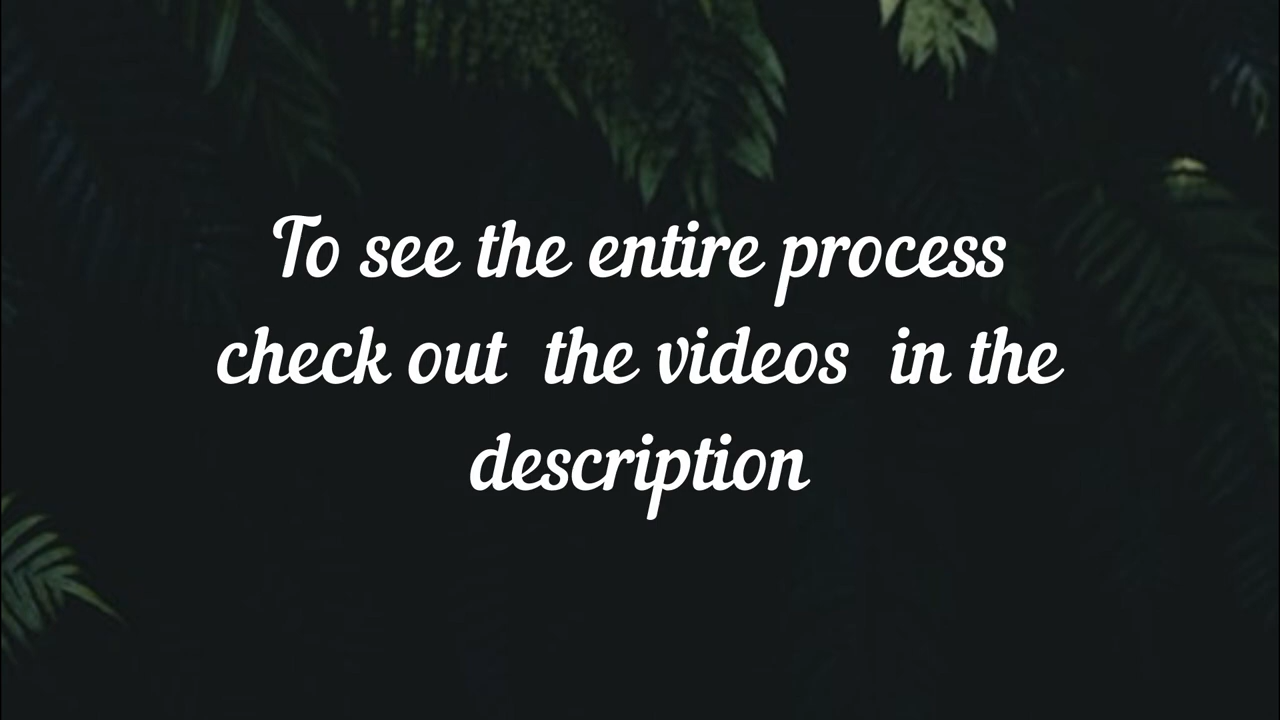 To see the entire process
check out the videos in the
description